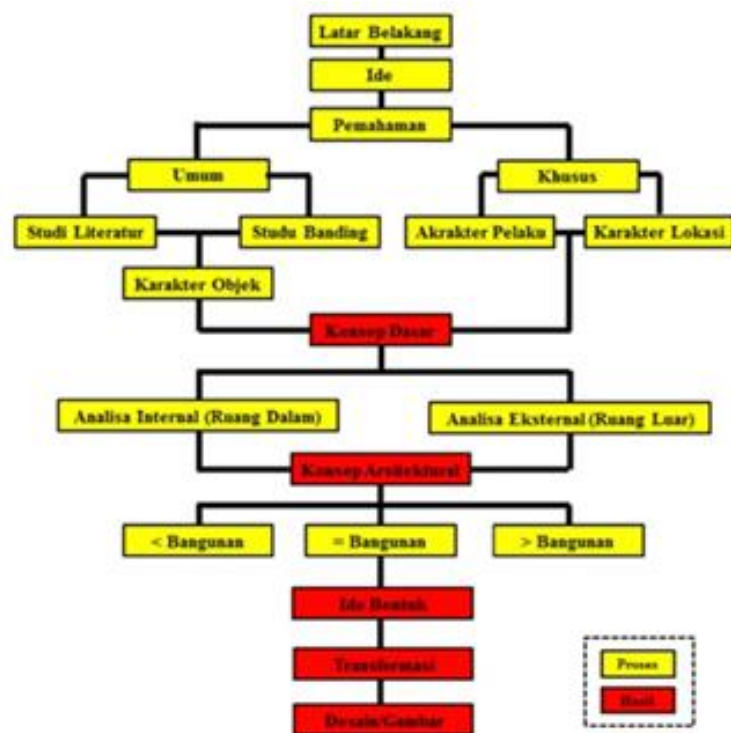 Latar Belakang
Ide
Pemahaman
Umum
Khusus
Studi Literatur
Studu Banding
Akrakter Pelaku
Karakter Lokasi
Karakter Objek
Konsep Dasar
Analisa Internal (Ruang Dalam)
Analisa Eksternal (Ruang Luar)
Konsep Arsitektural
< Bangunan
= Bangunan
> Bangunan
Ide Bentuk
Transformasi
Desain/Gambar
Proses
Hasil